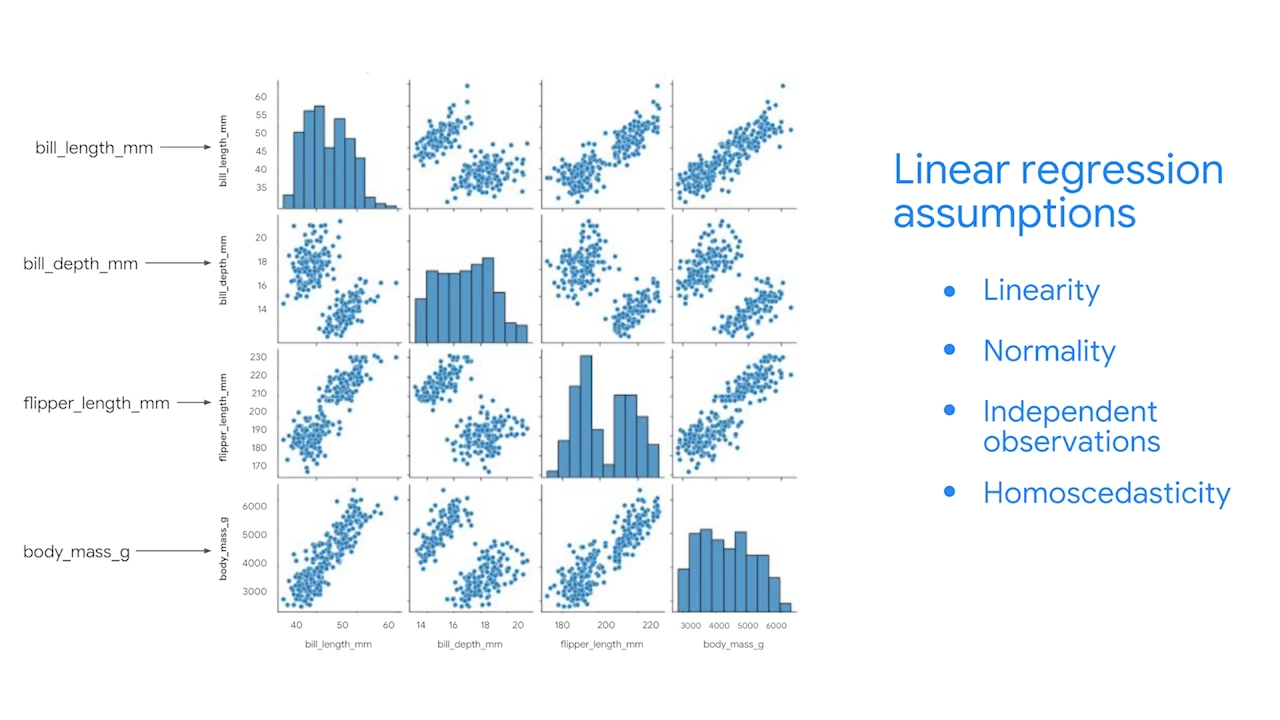 Linear regression
assumptions
Linearity
Normality
Independent
observations
Homoscedasticity
bill_length_mm
bill_length_mm
60
55
50
45
40
35
bill_depth_mm
bill_depth_mm
20
18
16
14
flipper_length_mm
flipper_length_mm
230
220
210
200
190
180
170
body_mass_g
body_mass_g
6000
5000
4000
3000
40 50 60
14 16 18 20
180 200 220
3000 4000 5000 6000
bill_length_mm
bill_depth_mm
flipper_length_mm
body_mass_g